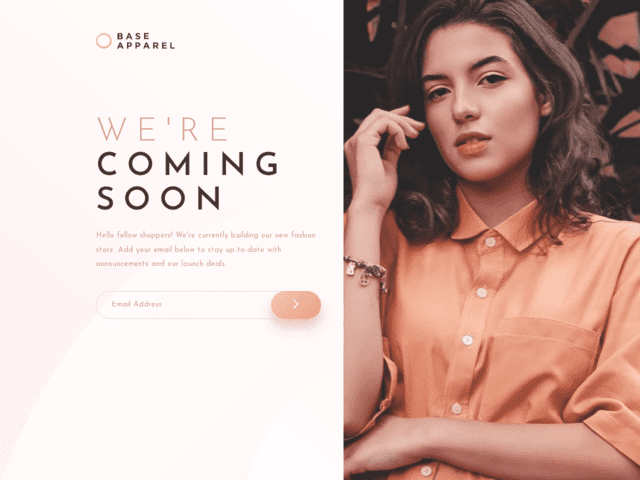 BASE
APPAREL
WE'RE
COMING
SOON
Hello fellow shoppers! We're currently building our new fashion
store. Add your email below to stay up-to-date with
announcements and our launch deals.
Email Address